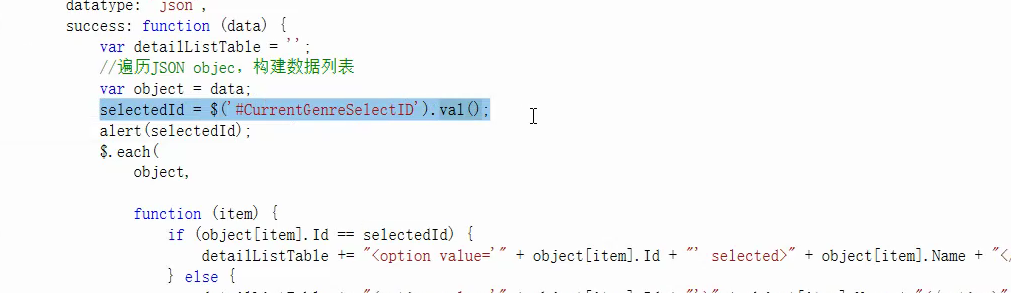 datatype: "json",
success: function (data) {
var detailListTable = '';
//遍历JSON objec，构建数据列表
var object = data;
selectedId = $('#CurrentGenreSelectID').val();
alert(selectedId);
$.each(
object,
function (item) {
if (object[item].Id == selectedId) {
detailListTable += "<option value='" + object[item].Id + "' selected>" + object[item].Name + "</
} else {